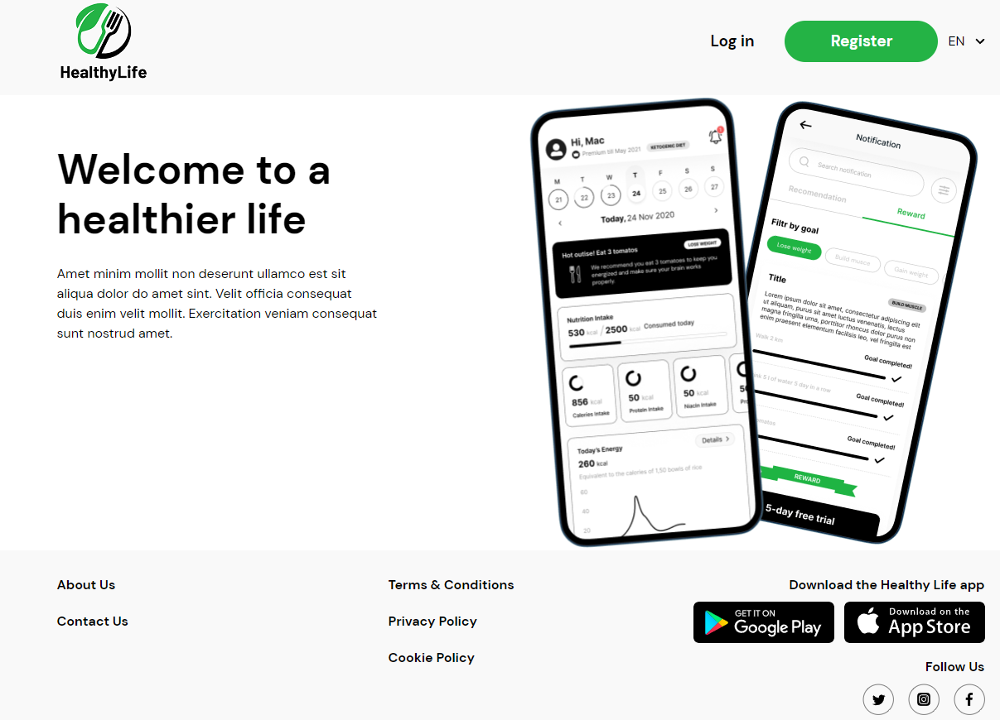 HealthyLife
Log in
Register
EN
Welcome to a
healthier life
Amet minim mollit non deserunt ullamco est sit
aliqua dolor do amet sint. Velit officia consequat
duis enim velit mollit. Exercitation veniam consequat
sunt nostrud amet.
Hi, Mac
Premium till May 2021
KETOGENIC DIET
1
M T W T F S S
21 22 23 24 25 26 27
Today, 24 Nov 2020
Hot outise! Eat 3 tomatos
LOSE WEIGHT
We recommend you eat 3 tomatoes to keep you
energized and make sure your brain works
properly.
Nutrition Intake
530 kcal / 2500 kcal Consumed today
856 kcal
Calories Intake
50 kcal
Protein Intake
50 kcal
Niacin Intake
50
Pro
Today's Energy
Details
260 kcal
Equivalent to the calories of 1,50 bowls of rice
60
40
20
Notification
Search notification
Recomendation
Reward
Filtr by goal
Lose weight
Build musce
Gain weight
Title
BUILD MUSCLE
Lorem ipsum dolor sit amet, consectetur adipiscing elit
ut aliquam, purus sit amet luctus venenatis, lectus
magna fringilla urna, porttitor rhoncus dolor purus non
enim praesent elementum facilisis leo, vel fringilla est
Walk 2 km
Goal completed!
ink 5 l of water 5 day in a row
Goal completed!
omatos
Goal completed!
REWARD
5-day free trial
About Us
Contact Us
Terms & Conditions
Privacy Policy
Cookie Policy
Download the Healthy Life app
GET IT ON
Google Play
Download on the
App Store
Follow Us